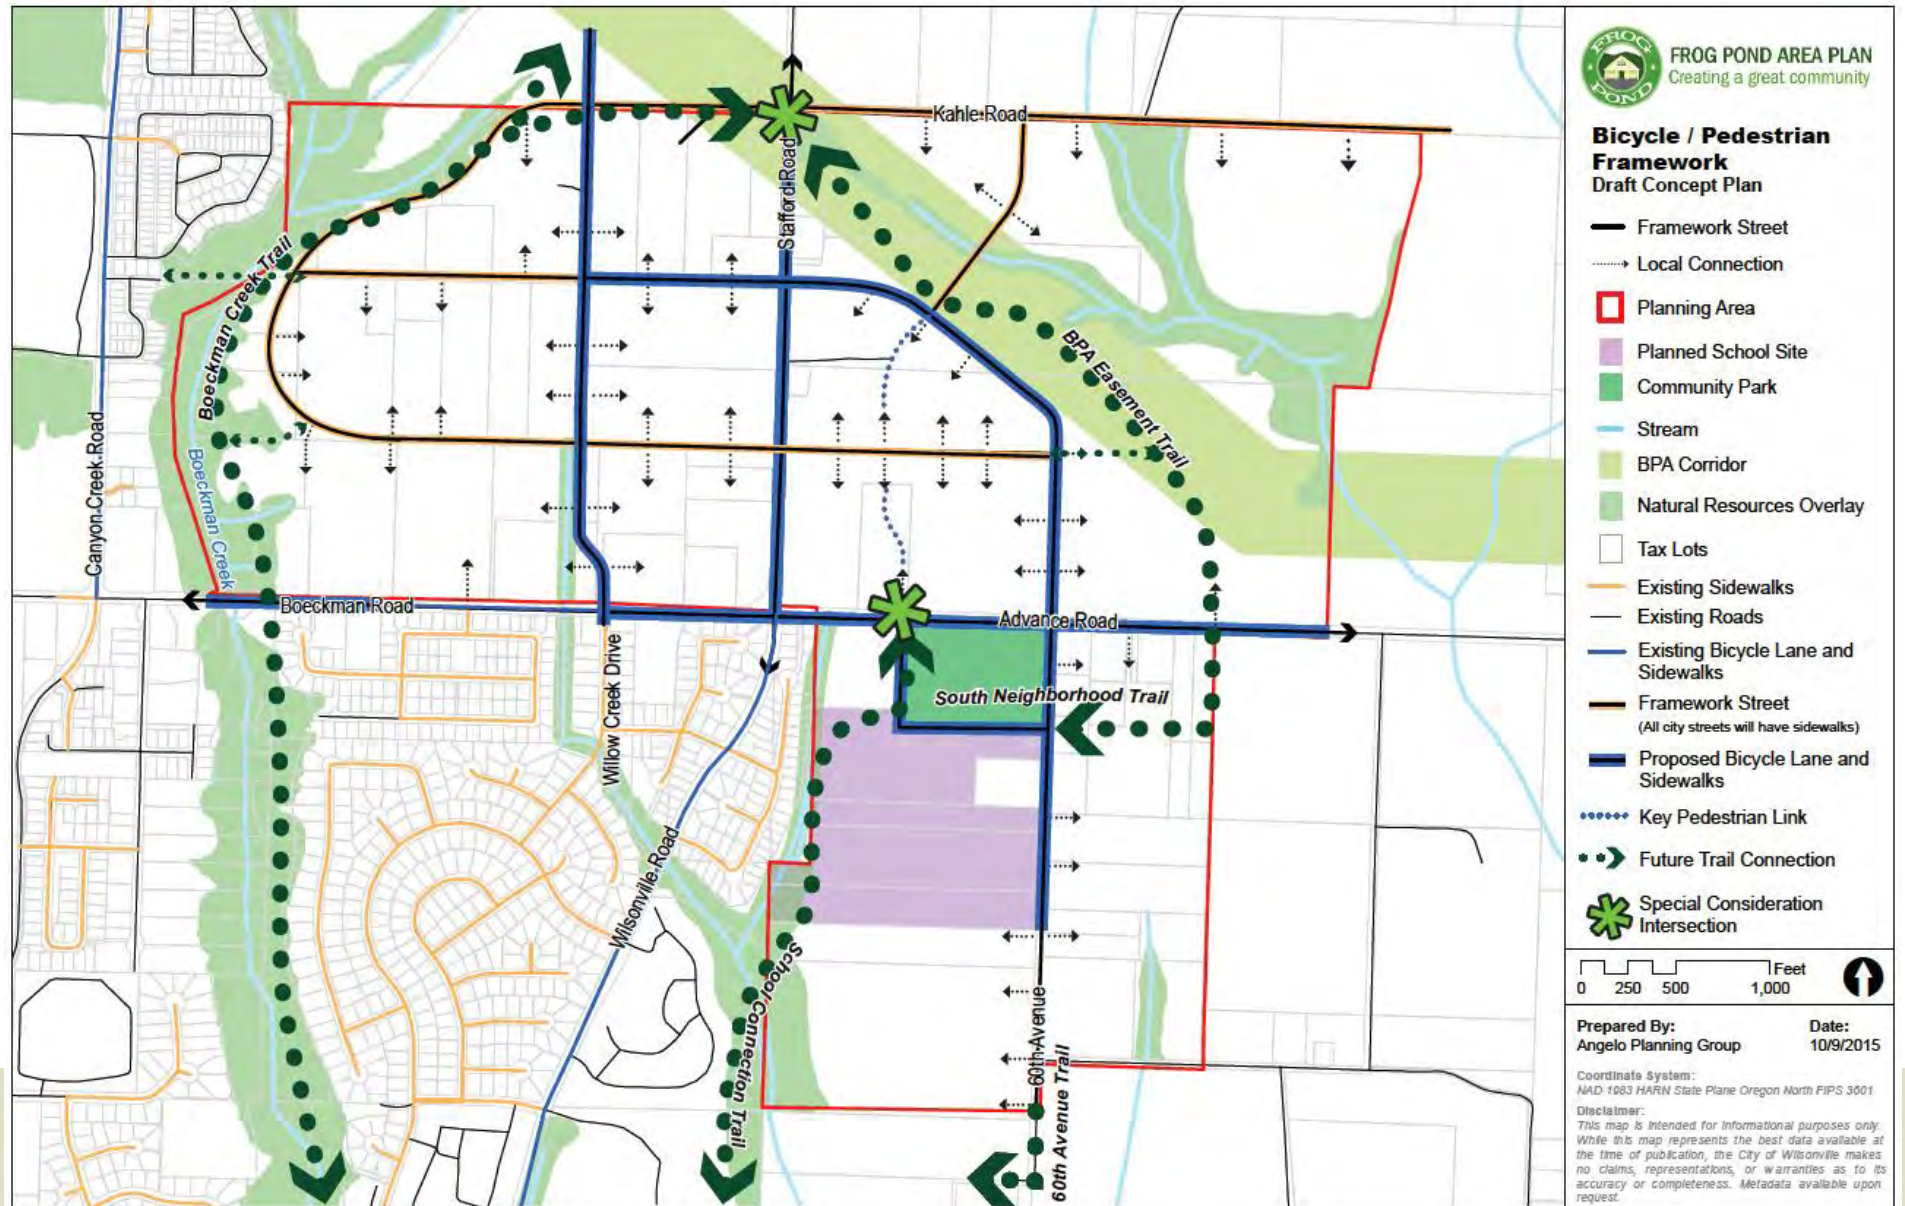 Kahle Road
Stafford Road
Boeckman Creek Trail
BPA Easement Trail
Canyon Creek Road
Boeckman Creek
Boeckman Road
Advance Road
Willow Creek Drive
South Neighborhood Trail
Wilsonville Road
School Connection Trail
60th Avenue
60th Avenue Trail
FROG POND
FROG POND AREA PLAN
Creating a great community
Bicycle / Pedestrian
Framework
Draft Concept Plan
Framework Street
Local Connection
Planning Area
Planned School Site
Community Park
Stream
BPA Corridor
Natural Resources Overlay
Tax Lots
Existing Sidewalks
Existing Roads
Existing Bicycle Lane and
Sidewalks
Framework Street
(All city streets will have sidewalks)
Proposed Bicycle Lane and
Sidewalks
Key Pedestrian Link
Future Trail Connection
Special Consideration
Intersection
Feet
0 250 500 1,000
Prepared By:
Angelo Planning Group
Date:
10/9/2015
Coordinate System:
NAD 1983 HARN State Plane Oregon North FIPS 3601
Disclaimer:
This map is intended for informational purposes only.
While this map represents the best data available at
the time of publication, the City of Wilsonville makes
no claims, representations, or warranties as to its
accuracy or completeness. Metadata available upon
request.